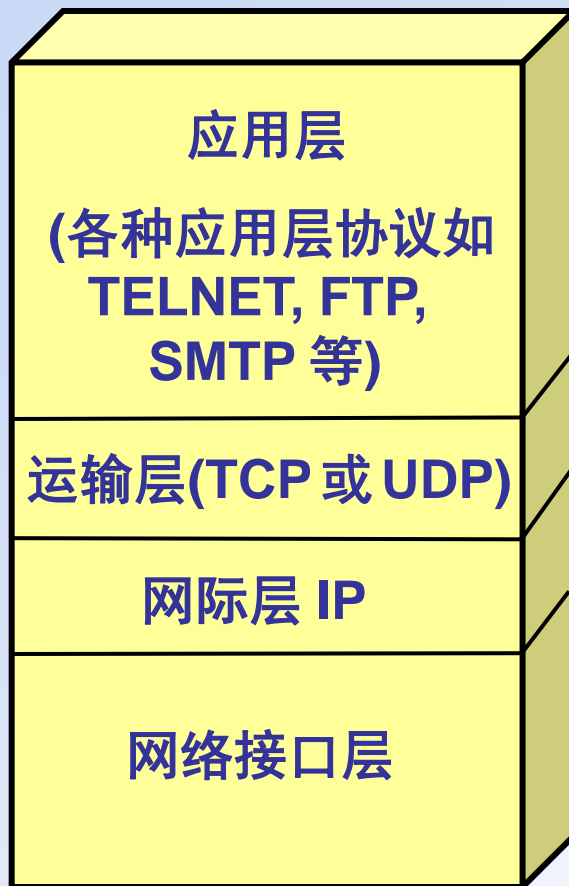 应用层
(各种应用层协议如
TELNET, FTP,
SMTP 等)
运输层(TCP 或 UDP)
网际层 IP
网络接口层